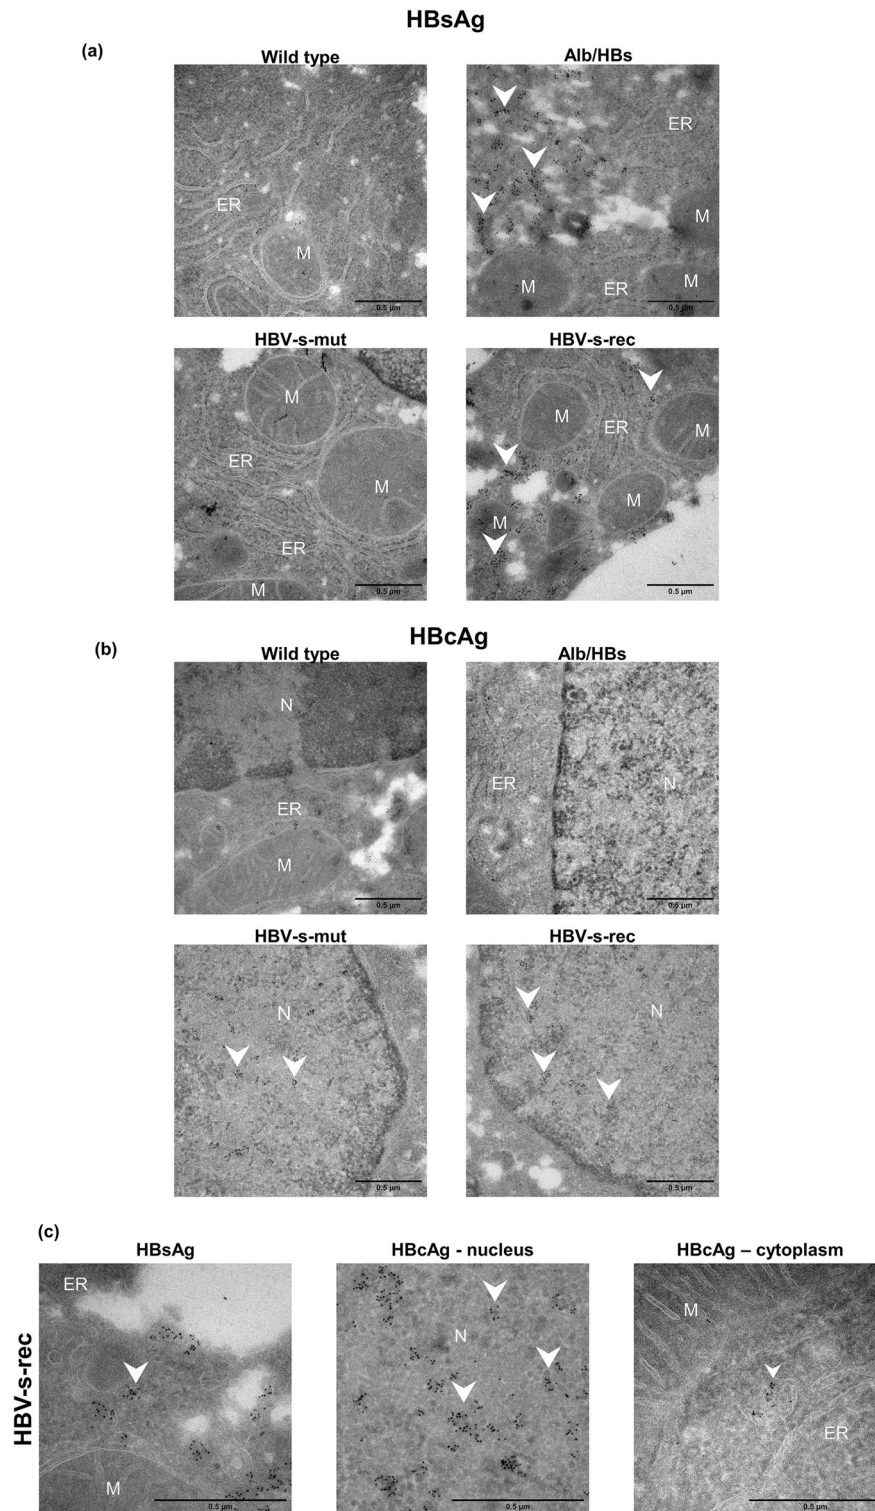 HBsAg
(a)
Wild type
Alb/HBs
ER
M
0.5 µm
ER
M
M
ER
M
0.5 µm
HBV-s-mut
HBV-s-rec
M
ER
M
ER
M
0.5 µm
M
ER
M
M
M
0.5 µm
HBcAg
(b)
Wild type
Alb/HBs
N
ER
M
0.5 µm
ER
N
0.5 µm
HBV-s-mut
HBV-s-rec
N
0.5 µm
N
0.5 µm
(c)
HBsAg
HBcAg - nucleus
HBcAg – cytoplasm
HBV-s-rec
ER
M
0.5 µm
N
0.5 µm
M
ER
0.5 µm